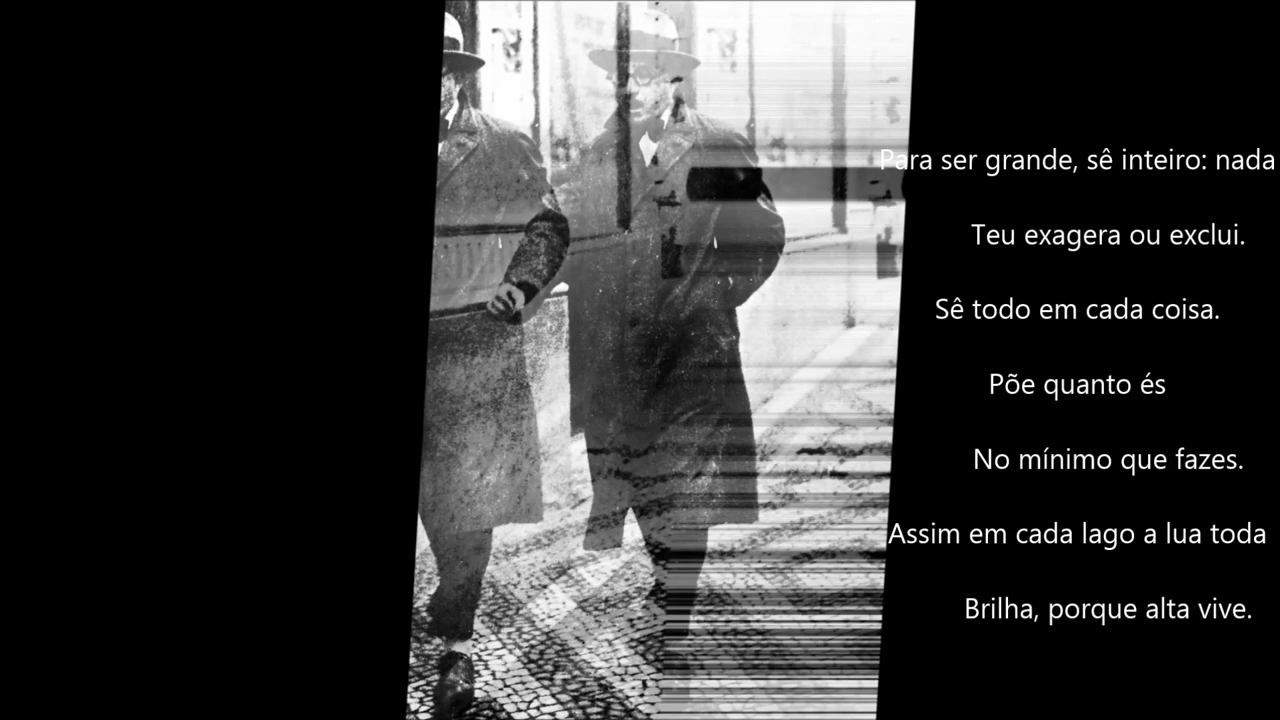 Para ser grande, sê inteiro: nada
Teu exagera ou exclui.
Sê todo em cada coisa.
Põe quanto és
No mínimo que fazes.
Assim em cada lago a lua toda
Brilha, porque alta vive.